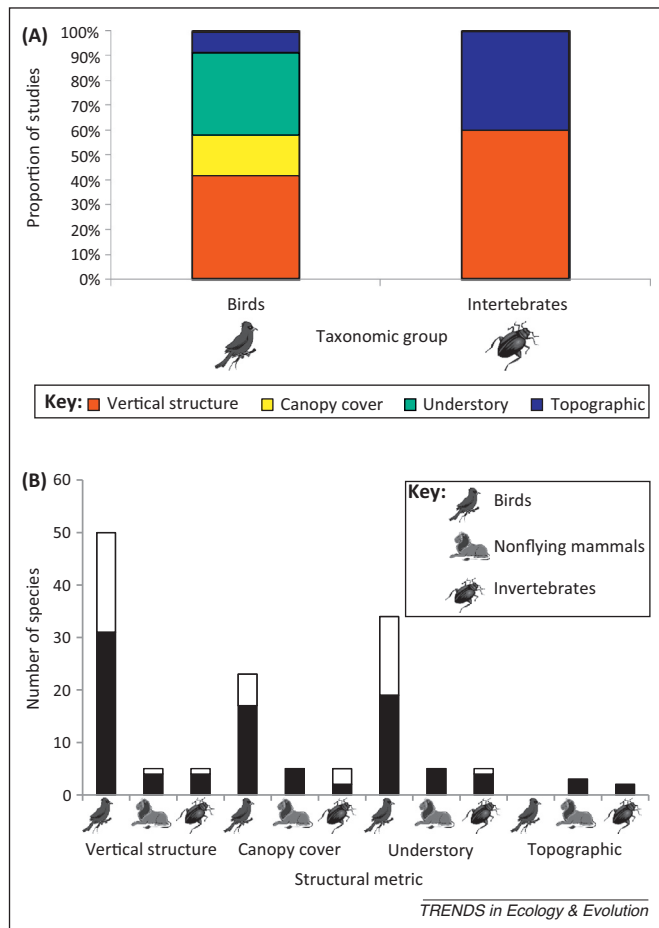 (A)
100%
90%
80%
70%
60%
50%
40%
30%
20%
10%
0%
Proportion of studies
Birds Intertebrates
Taxonomic group
Key: Vertical structure Canopy cover Understory Topographic
(B)
60
50
40
30
20
10
0
Number of species
Key:
Birds
Nonflying mammals
Invertebrates
Vertical structure Canopy cover Understory Topographic
Structural metric
TRENDS in Ecology & Evolution